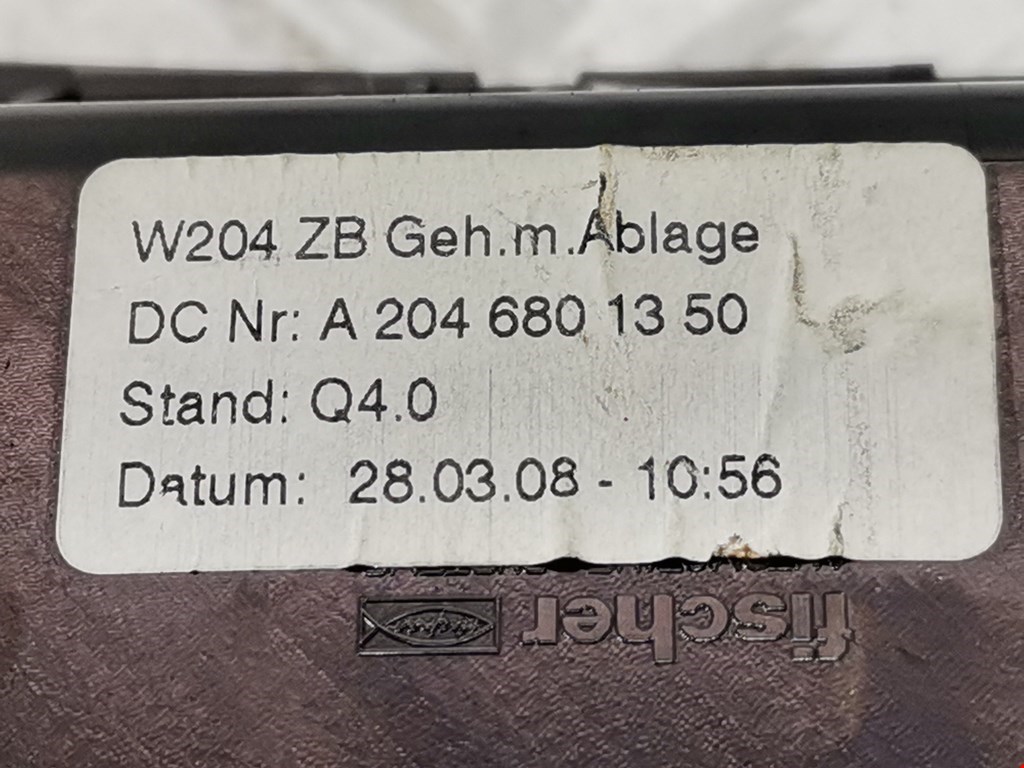 W204 ZB Geh.m.Ablage
DC Nr: A 204 680 13 50
Stand: Q4.0
Datum: 28.03.08 - 10:56
fischer